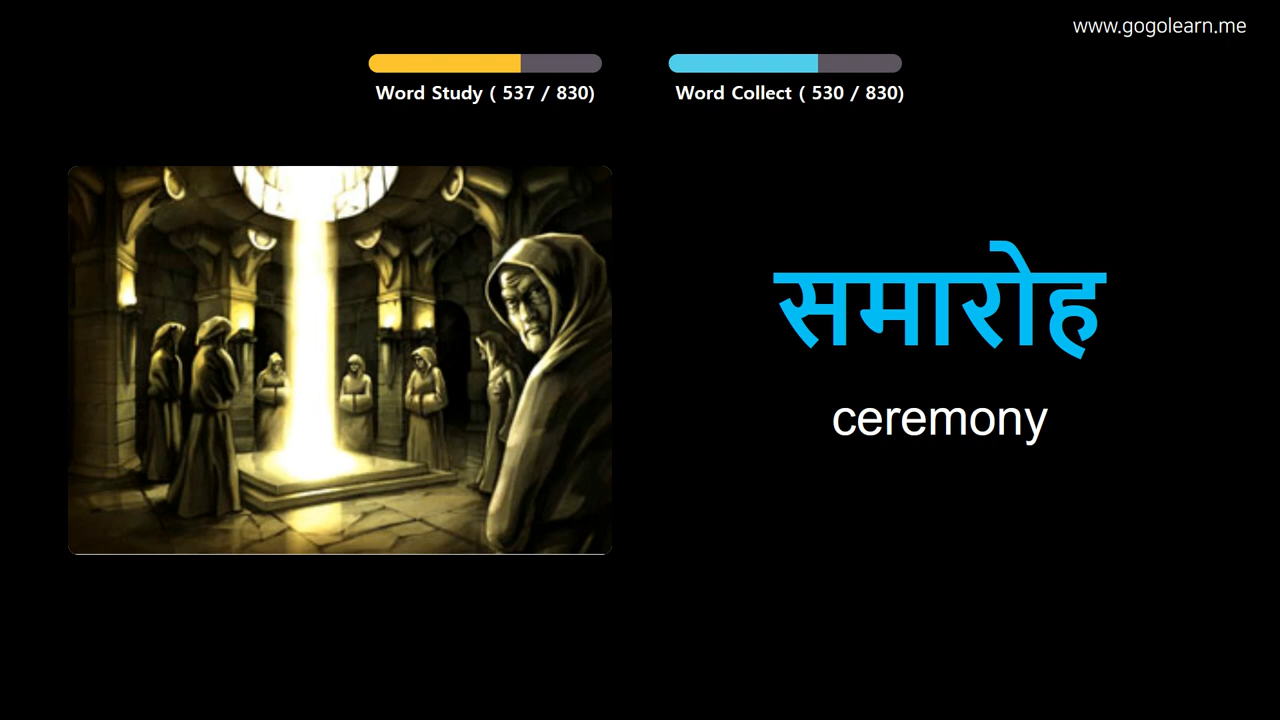 www.gogolearn.me
Word Study ( 537 / 830)
Word Collect ( 530 / 830)
समारोह
ceremony